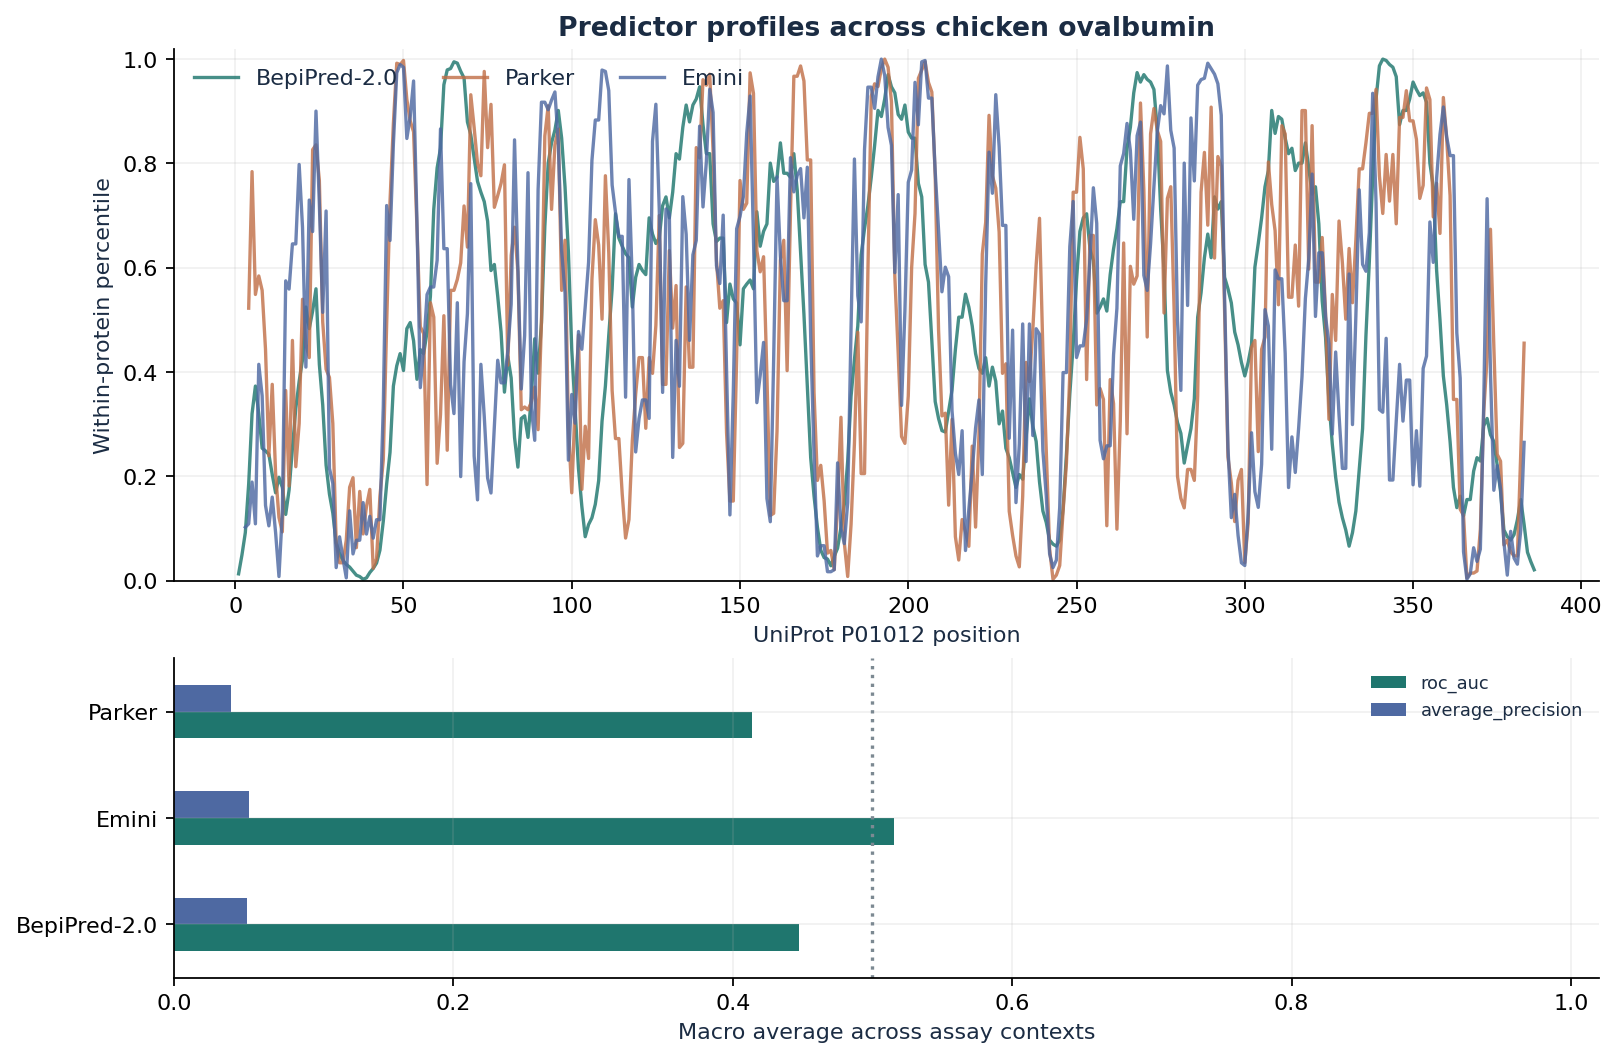 Predictor profiles across chicken ovalbumin
BepiPred-2.0 Parker Emini
Within-protein percentile
1.0
0.8
0.6
0.4
0.2
0.0
0 50 100 150 200 250 300 350 400
UniProt P01012 position
roc_auc
average_precision
Parker
Emini
BepiPred-2.0
0.0 0.2 0.4 0.6 0.8 1.0
Macro average across assay contexts